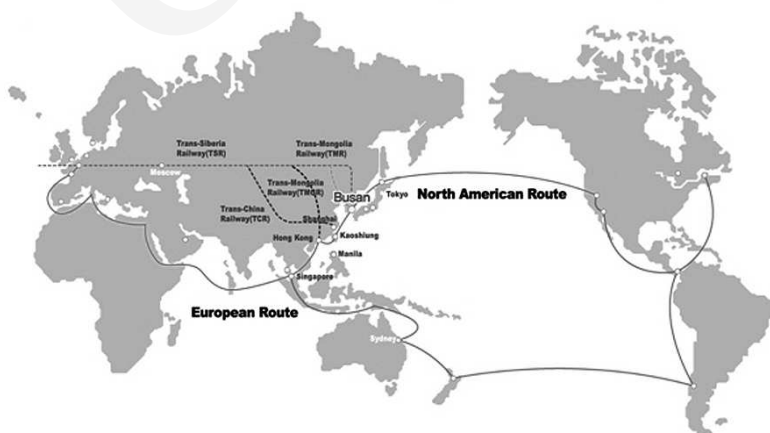 Trans-Siberia
Railway(TSR)
Trans-Mongolia
Railway(TMR)
Moscow
Trans-Mongolia
Railway(TMGR)
Busan
Tokyo
North American Route
Trans-China
Railway(TCR)
Shanghai
Hong Kong
Kaoshiung
Manila
Singapore
European Route
Sydney